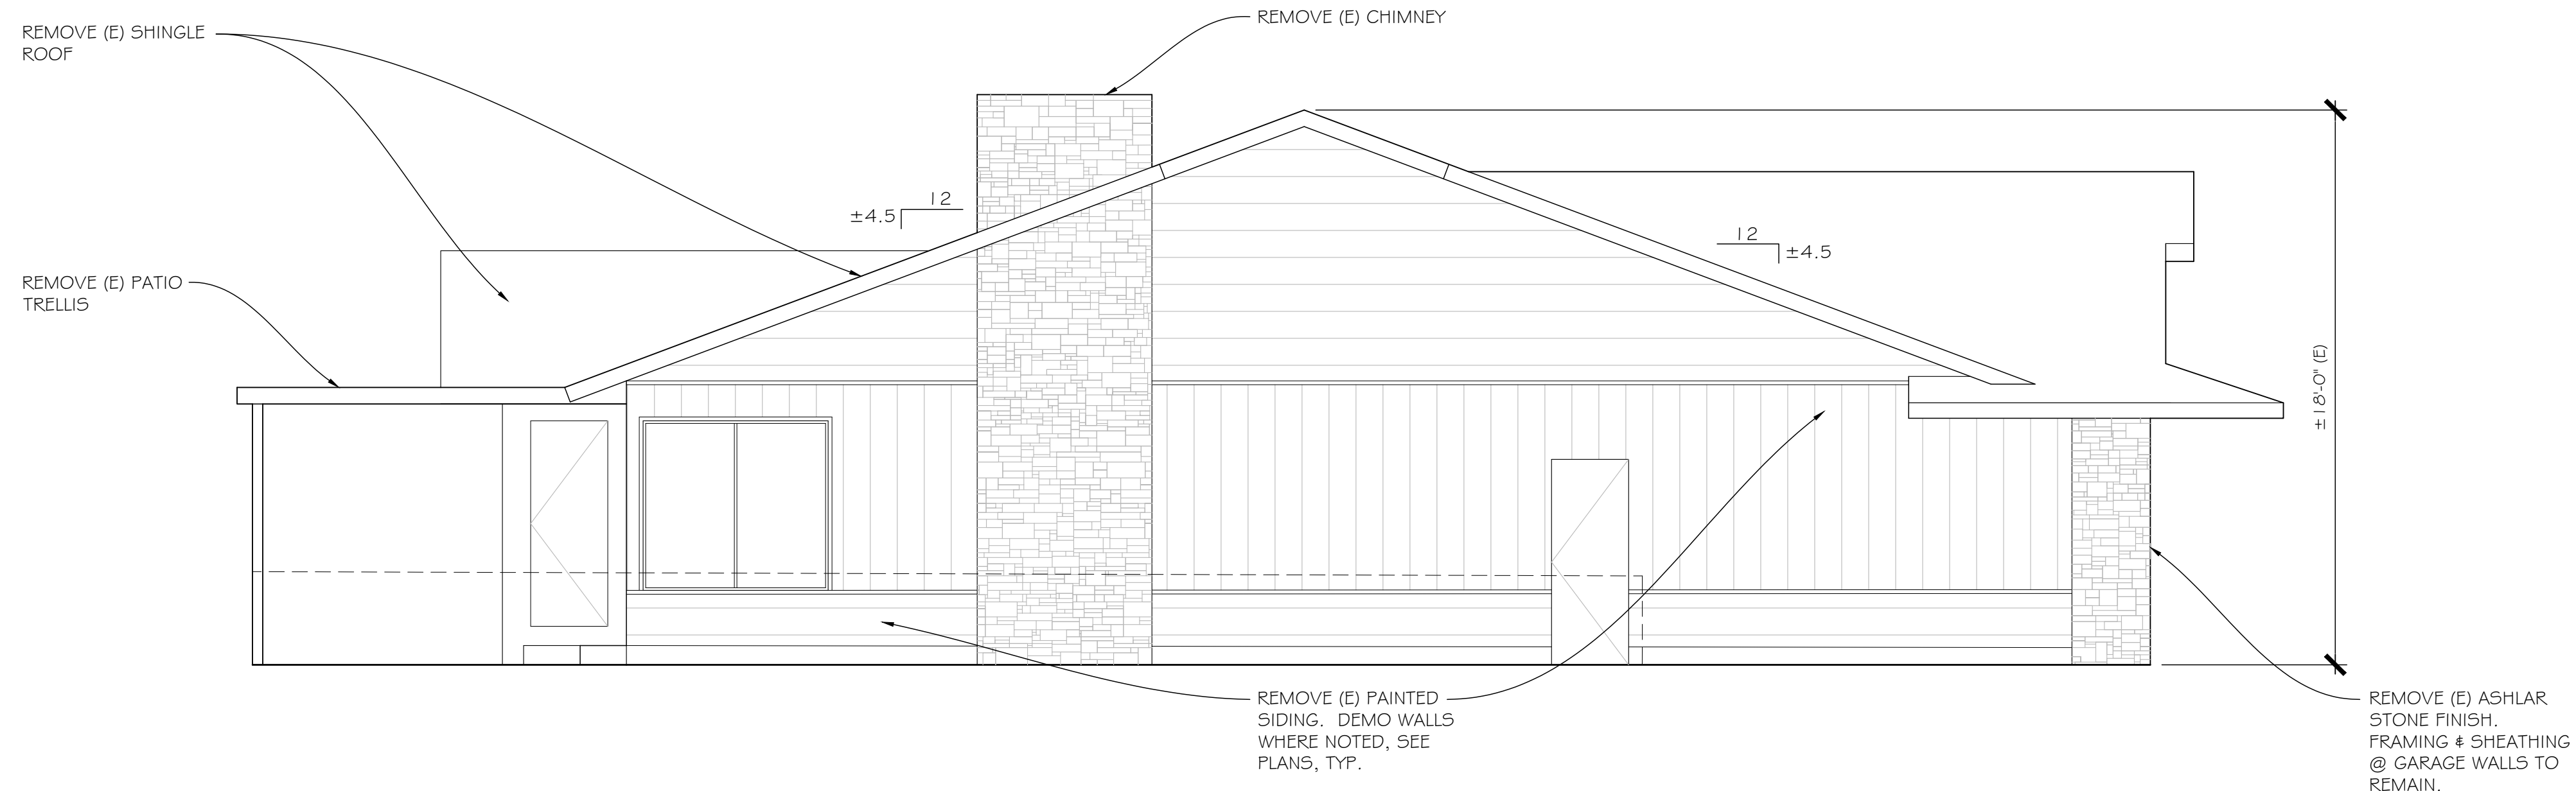 REMOVE (E) CHIMNEY
REMOVE (E) SHINGLE
ROOF
12
±4.5
12
±4.5
REMOVE (E) PATIO
TRELLIS
±18'-0" (E)
REMOVE (E) PAINTED
SIDING. DEMO WALLS
WHERE NOTED, SEE
PLANS, TYP.
REMOVE (E) ASHLAR
STONE FINISH.
FRAMING & SHEATHING
@ GARAGE WALLS TO
REMAIN.